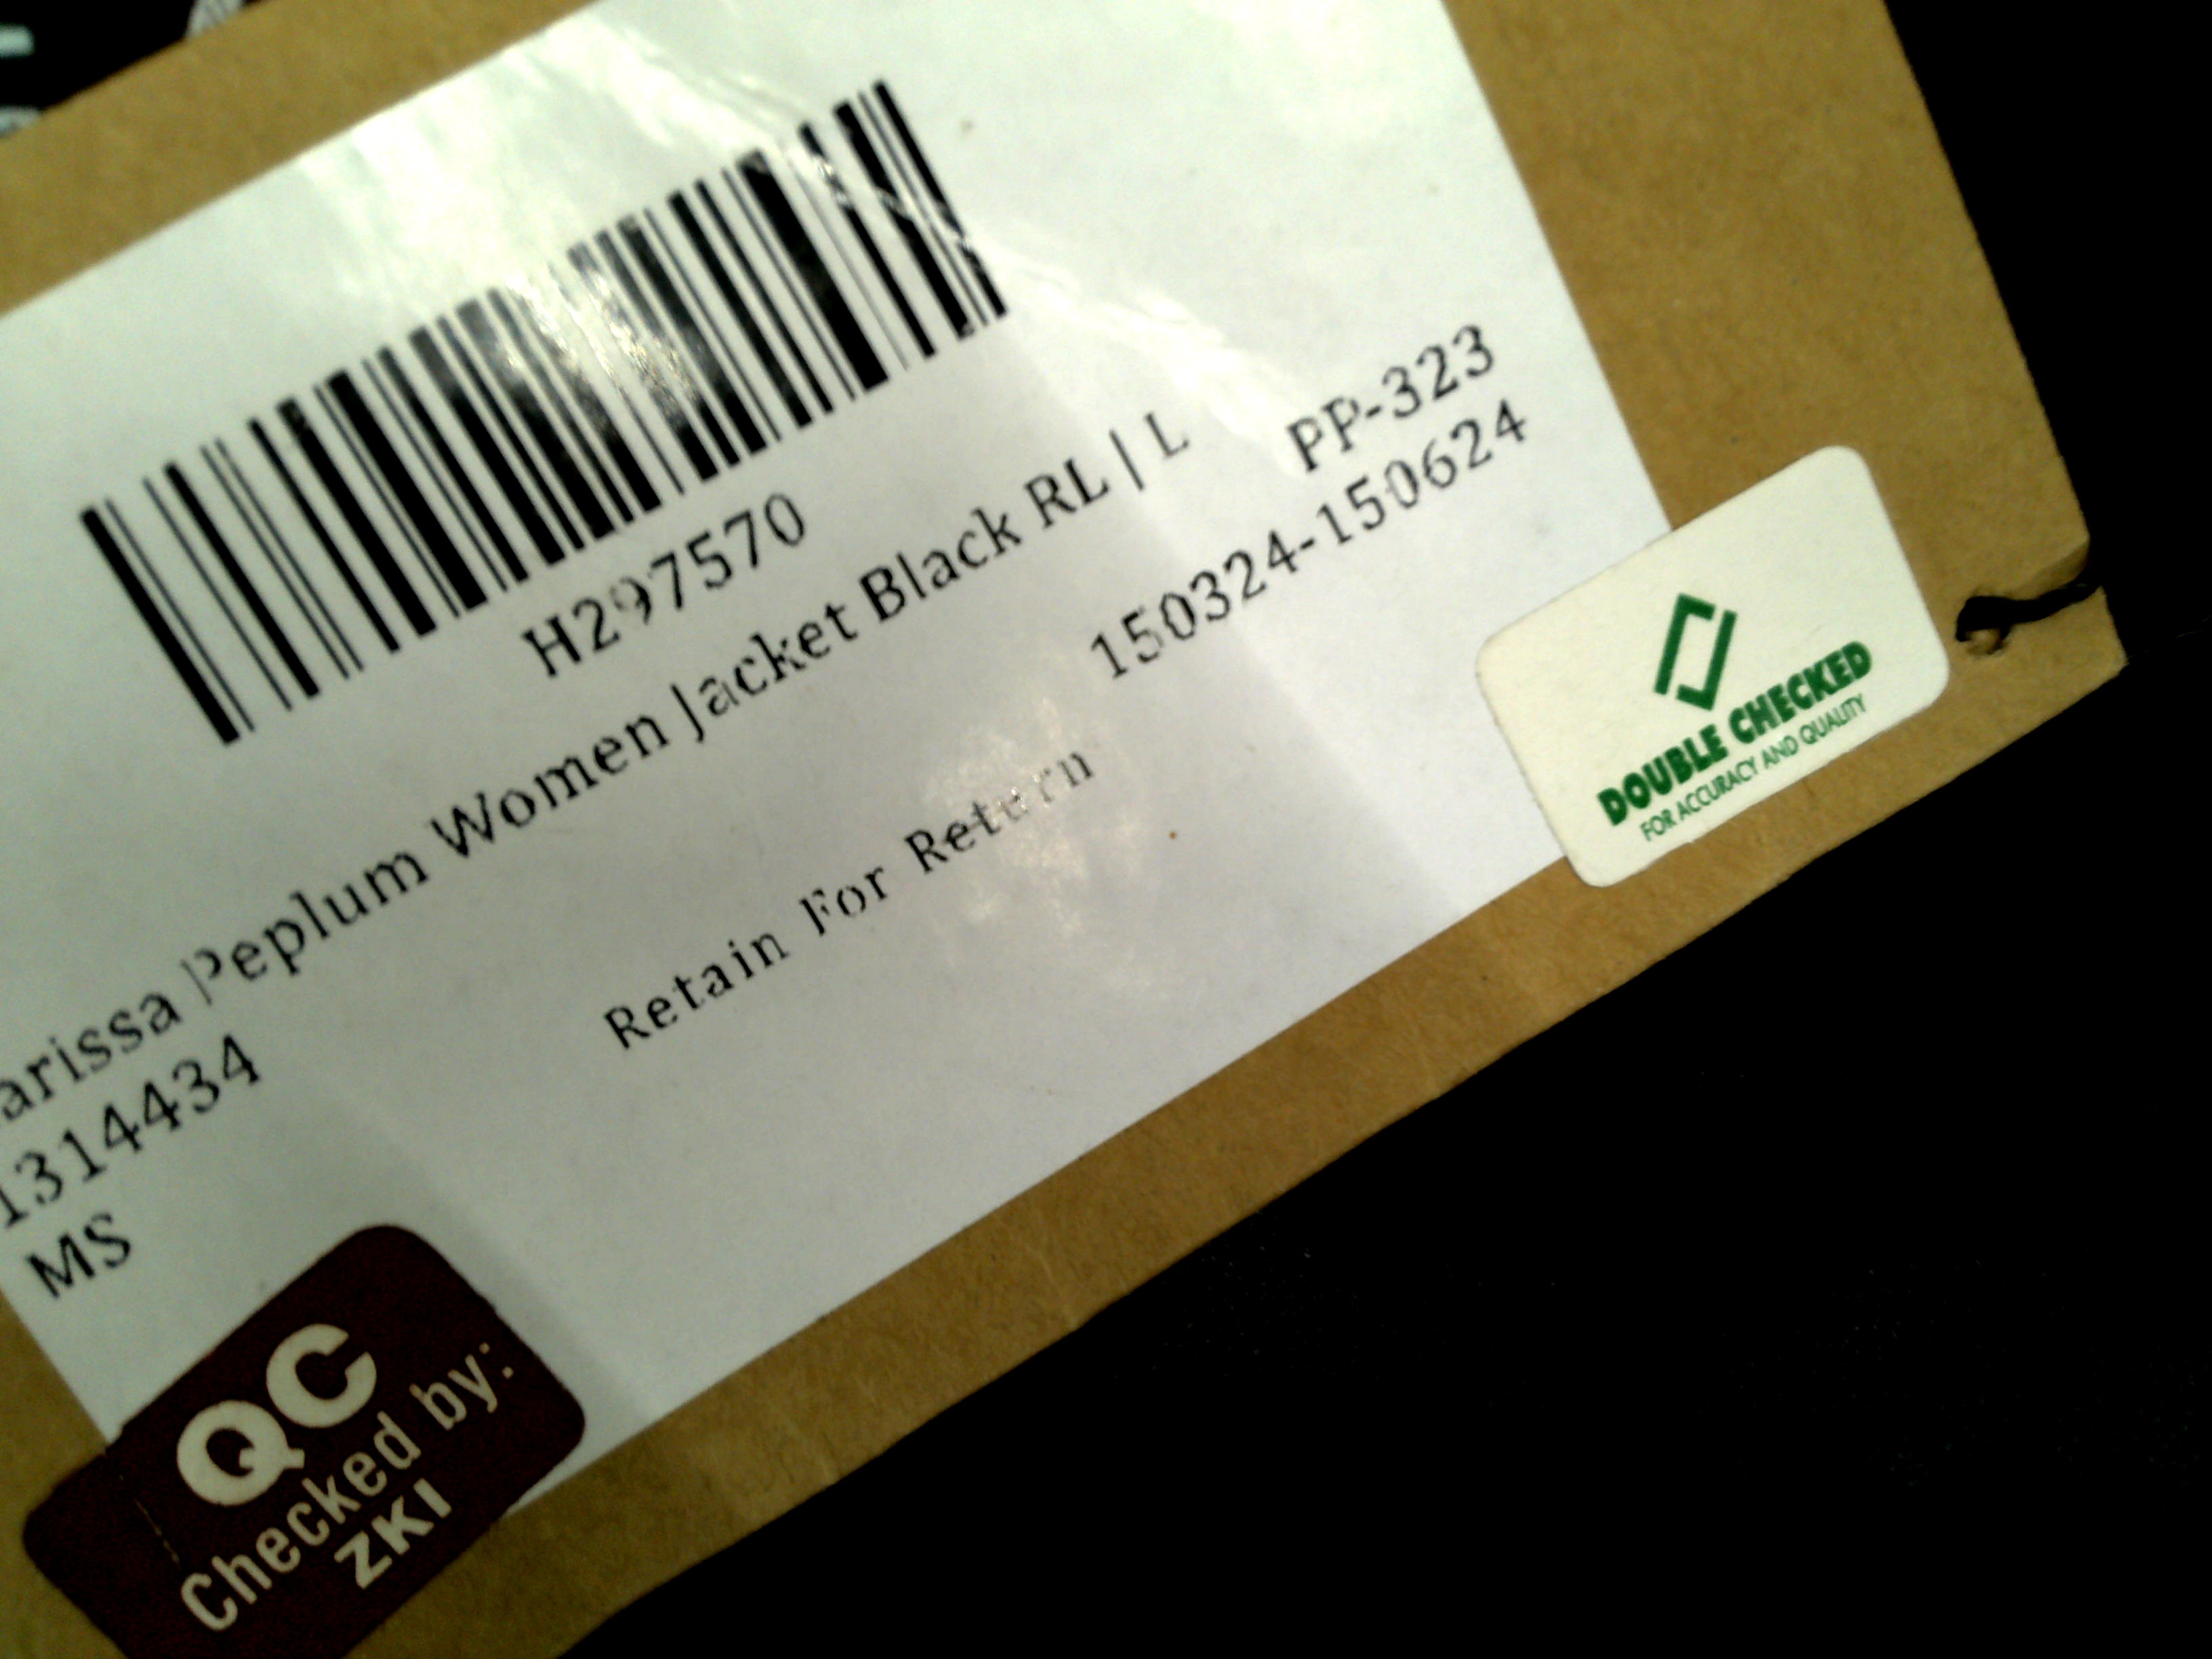 H297570
Peplum Women Jacket Black RL | L
PP-323
150324-150624
1314434
Retain For Return
MS
DOUBLE CHECKED
FOR ACCURACY AND QUALITY
QC
Checked by:
ZKI